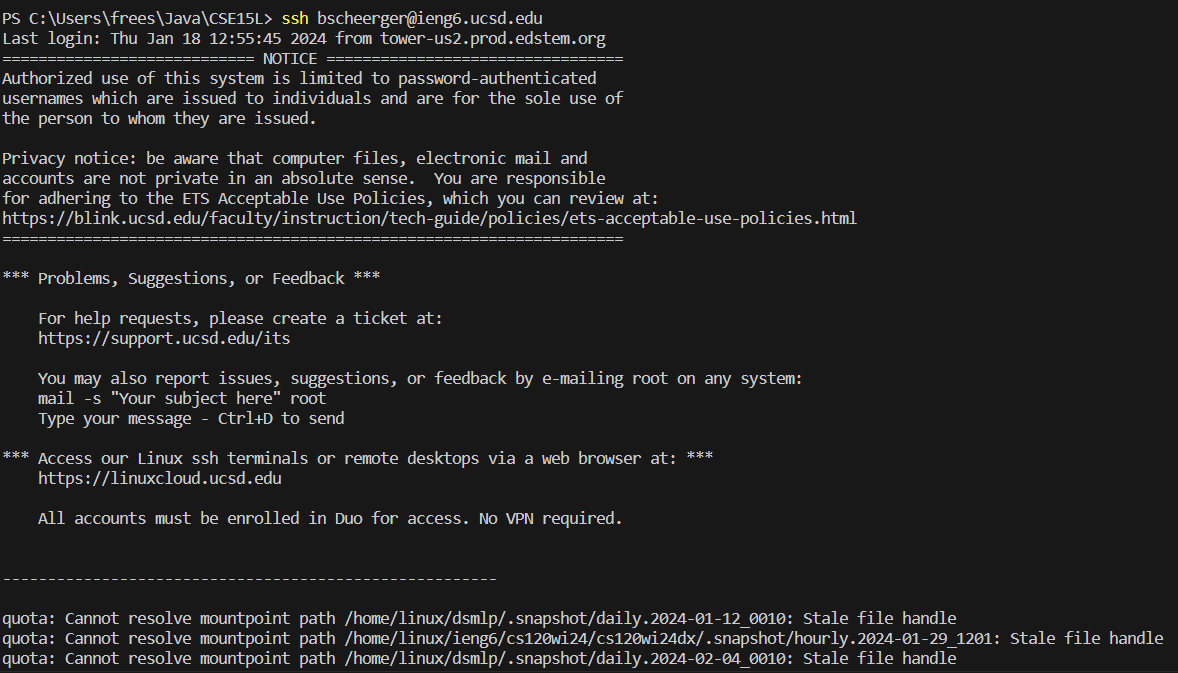 PS C:\Users\frees\Java\CSE15L> ssh bscheerger@ieng6.ucsd.edu
Last login: Thu Jan 18 12:55:45 2024 from tower-us2.prod.edstem.org
============================ NOTICE =================================
Authorized use of this system is limited to password-authenticated
usernames which are issued to individuals and are for the sole use of
the person to whom they are issued.
Privacy notice: be aware that computer files, electronic mail and
accounts are not private in an absolute sense.  You are responsible
for adhering to the ETS Acceptable Use Policies, which you can review at:
https://blink.ucsd.edu/faculty/instruction/tech-guide/policies/ets-acceptable-use-policies.html
=====================================================================
*** Problems, Suggestions, or Feedback ***
    For help requests, please create a ticket at:
    https://support.ucsd.edu/its
    You may also report issues, suggestions, or feedback by e-mailing root on any system:
    mail -s "Your subject here" root
    Type your message - Ctrl+D to send
*** Access our Linux ssh terminals or remote desktops via a web browser at: ***
    https://linuxcloud.ucsd.edu
    All accounts must be enrolled in Duo for access. No VPN required.
-------------------------------------------------------
quota: Cannot resolve mountpoint path /home/linux/dsmlp/.snapshot/daily.2024-01-12_0010: Stale file handle
quota: Cannot resolve mountpoint path /home/linux/ieng6/cs120wi24/cs120wi24dx/.snapshot/hourly.2024-01-29_1201: Stale file handle
quota: Cannot resolve mountpoint path /home/linux/dsmlp/.snapshot/daily.2024-02-04_0010: Stale file handle